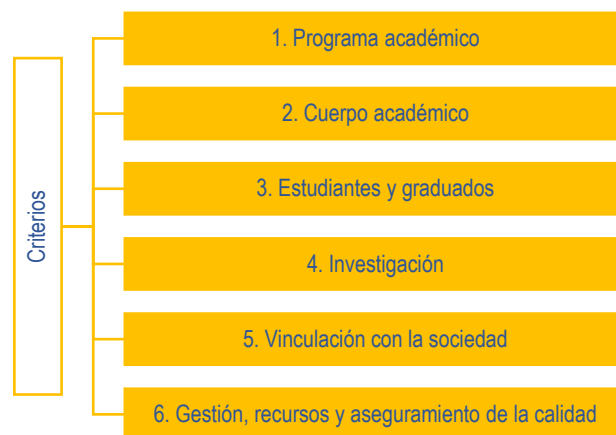 Criterios
1. Programa académico
2. Cuerpo académico
3. Estudiantes y graduados
4. Investigación
5. Vinculación con la sociedad
6. Gestión, recursos y aseguramiento de la calidad